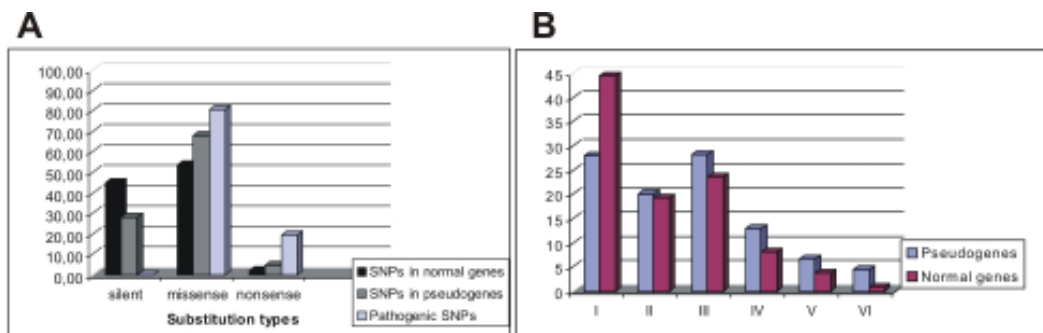 A
100,00
90,00
80,00
70,00
60,00
50,00
40,00
30,00
20,00
10,00
0,00
silent missense nonsense
Substitution types
SNPs in normal genes
SNPs in pseudogenes
Pathogenic SNPs
B
45
40
35
30
25
20
15
10
5
0
I II III IV V VI
Pseudogenes
Normal genes